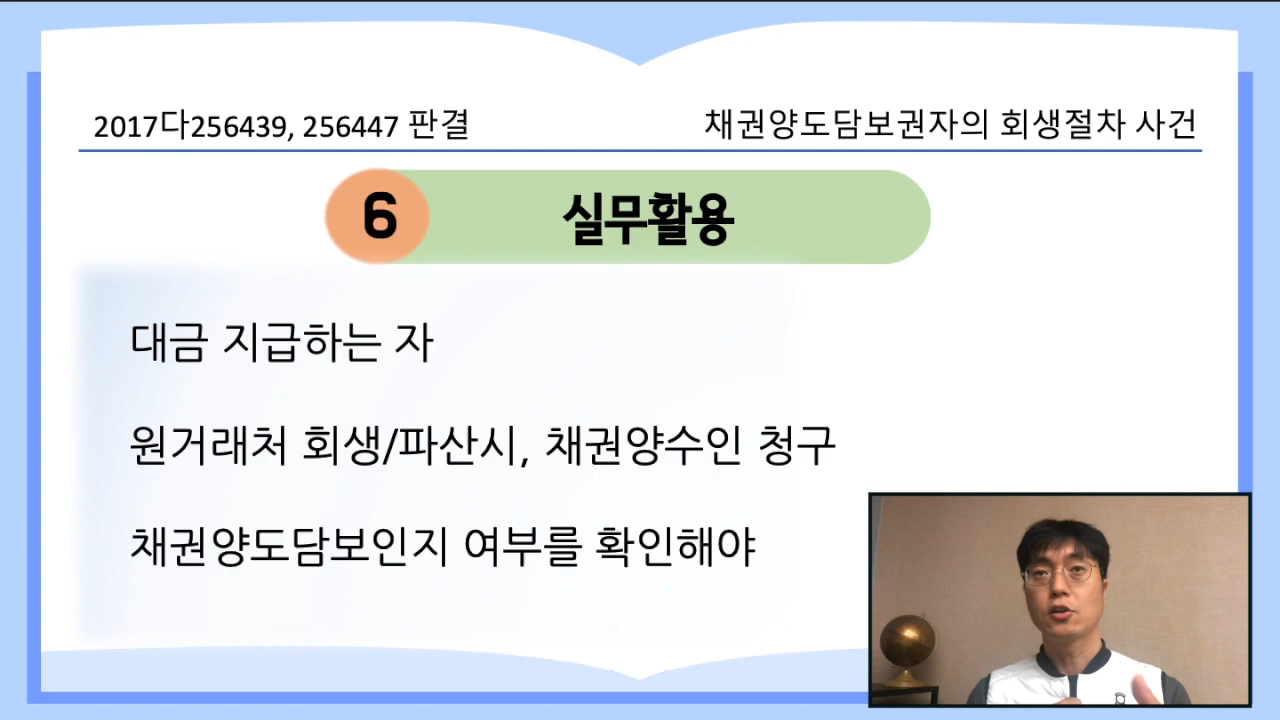 2017다256439, 256447 판결
채권양도담보권자의 회생절차 사건
6 실무활용
대금 지급하는 자
원거래처 회생/파산시, 채권양수인 청구
채권양도담보인지 여부를 확인해야